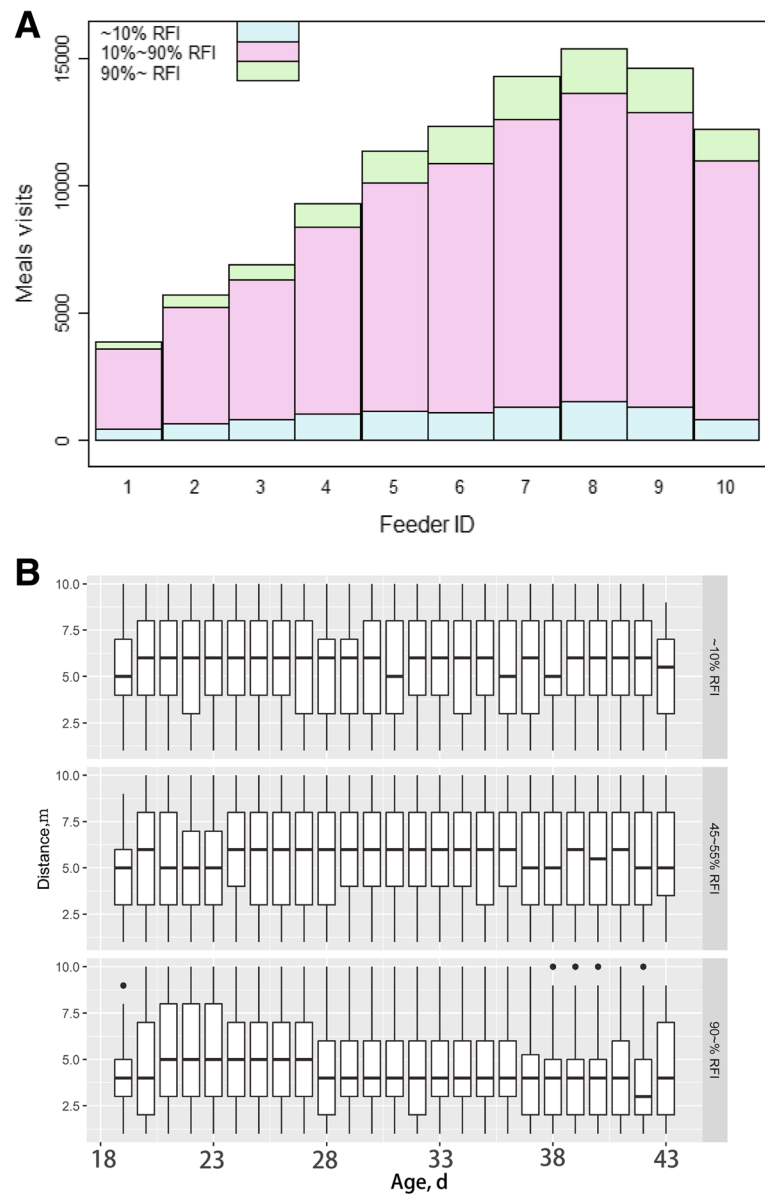 A
~10% RFI
10%~90% RFI
90%~ RFI
Meals visits
15000
10000
5000
0
1 2 3 4 5 6 7 8 9 10
Feeder ID
B
10.0
7.5
5.0
2.5
~10% RFI
10.0
7.5
5.0
2.5
45~55% RFI
Distance,m
10.0
7.5
5.0
2.5
90~% RFI
18 23 28 33 38 43
Age, d